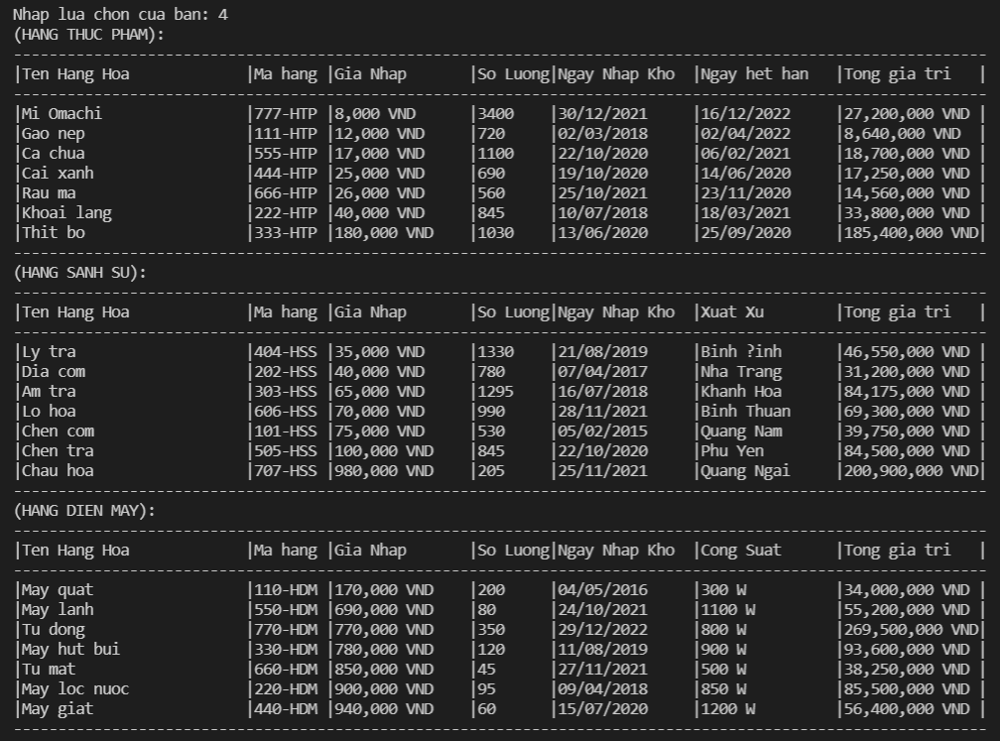 Nhap lua chon cua ban: 4
(HANG THUC PHAM):
|Ten Hang Hoa |Ma hang |Gia Nhap |So Luong|Ngay Nhap Kho |Ngay het han |Tong gia tri |
|Mi Omachi |777-HTP |8,000 VND |3400 |30/12/2021 |16/12/2022 |27,200,000 VND |
|Gao nep |111-HTP |12,000 VND |720 |02/03/2018 |02/04/2022 |8,640,000 VND |
|Ca chua |555-HTP |17,000 VND |1100 |22/10/2020 |06/02/2021 |18,700,000 VND |
|Cai xanh |444-HTP |25,000 VND |690 |19/10/2020 |14/06/2020 |17,250,000 VND |
|Rau ma |666-HTP |26,000 VND |560 |25/10/2021 |23/11/2020 |14,560,000 VND |
|Khoai lang |222-HTP |40,000 VND |845 |10/07/2018 |18/03/2021 |33,800,000 VND |
|Thit bo |333-HTP |180,000 VND |1030 |13/06/2020 |25/09/2020 |185,400,000 VND|
(HANG SANH SU):
|Ten Hang Hoa |Ma hang |Gia Nhap |So Luong|Ngay Nhap Kho |Xuat Xu |Tong gia tri |
|Ly tra |404-HSS |35,000 VND |1330 |21/08/2019 |Binh ?inh |46,550,000 VND |
|Dia com |202-HSS |40,000 VND |780 |07/04/2017 |Nha Trang |31,200,000 VND |
|Am tra |303-HSS |65,000 VND |1295 |16/07/2018 |Khanh Hoa |84,175,000 VND |
|Lo hoa |606-HSS |70,000 VND |990 |28/11/2021 |Binh Thuan |69,300,000 VND |
|Chen com |101-HSS |75,000 VND |530 |05/02/2015 |Quang Nam |39,750,000 VND |
|Chen tra |505-HSS |100,000 VND |845 |22/10/2020 |Phu Yen |84,500,000 VND |
|Chau hoa |707-HSS |980,000 VND |205 |25/11/2021 |Quang Ngai |200,900,000 VND|
(HANG DIEN MAY):
|Ten Hang Hoa |Ma hang |Gia Nhap |So Luong|Ngay Nhap Kho |Cong Suat |Tong gia tri |
|May quat |110-HDM |170,000 VND |200 |04/05/2016 |300 W |34,000,000 VND |
|May lanh |550-HDM |690,000 VND |80 |24/10/2021 |1100 W |55,200,000 VND |
|Tu dong |770-HDM |770,000 VND |350 |29/12/2022 |800 W |269,500,000 VND|
|May hut bui |330-HDM |780,000 VND |120 |11/08/2019 |900 W |93,600,000 VND |
|Tu mat |660-HDM |850,000 VND |45 |27/11/2021 |500 W |38,250,000 VND |
|May loc nuoc |220-HDM |900,000 VND |95 |09/04/2018 |850 W |85,500,000 VND |
|May giat |440-HDM |940,000 VND |60 |15/07/2020 |1200 W |56,400,000 VND |